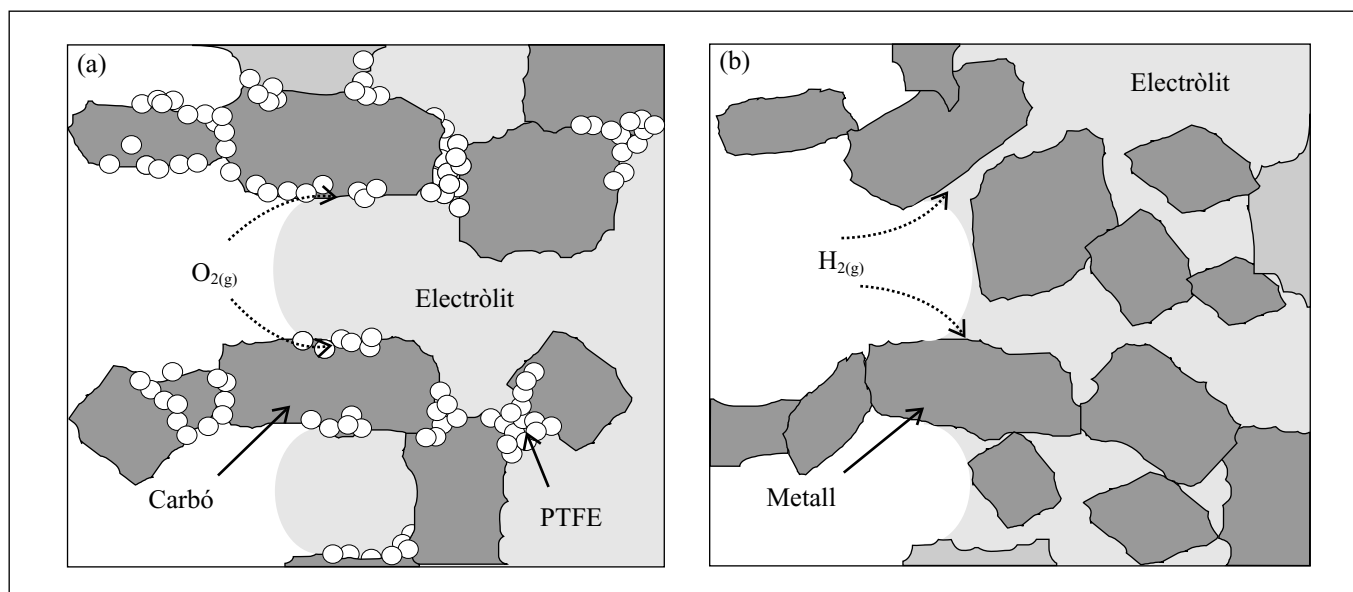 (a)
O2(g)
Electròlit
Carbó
PTFE
(b)
Electròlit
H2(g)
Metall